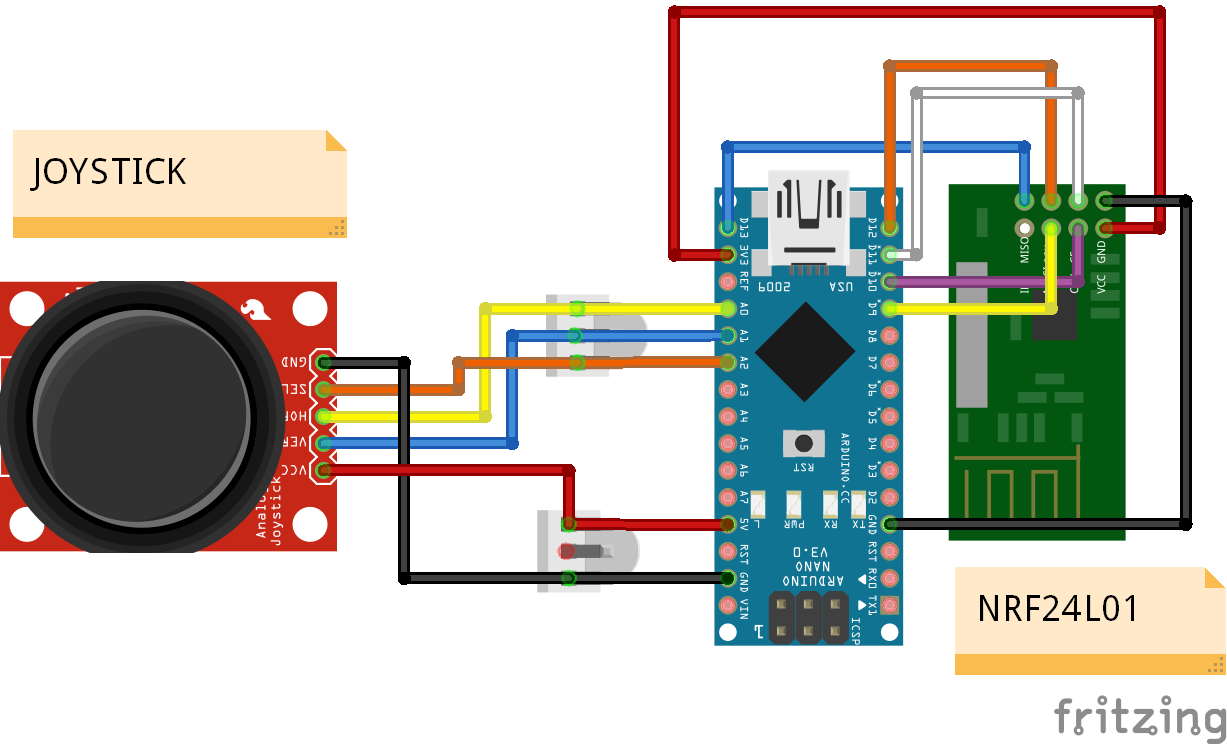 JOYSTICK
GND
SEL
HOR
VER
VCC
Analog
Joystick
D13
3V3
REF
A0
A1
A2
A3
A4
A5
A6
A7
5V
RST
GND
VIN
D12
D11
D10
D9
D8
D7
D6
D5
D4
D3
D2
GND
RST
RX0
TX1
USA
2009
RST
ARDUINO.CC
L
PWR
RX
TX
ARDUINO
NANO
V3.0
ICSP
1
MISO
GND
VCC
NRF24L01
fritzing